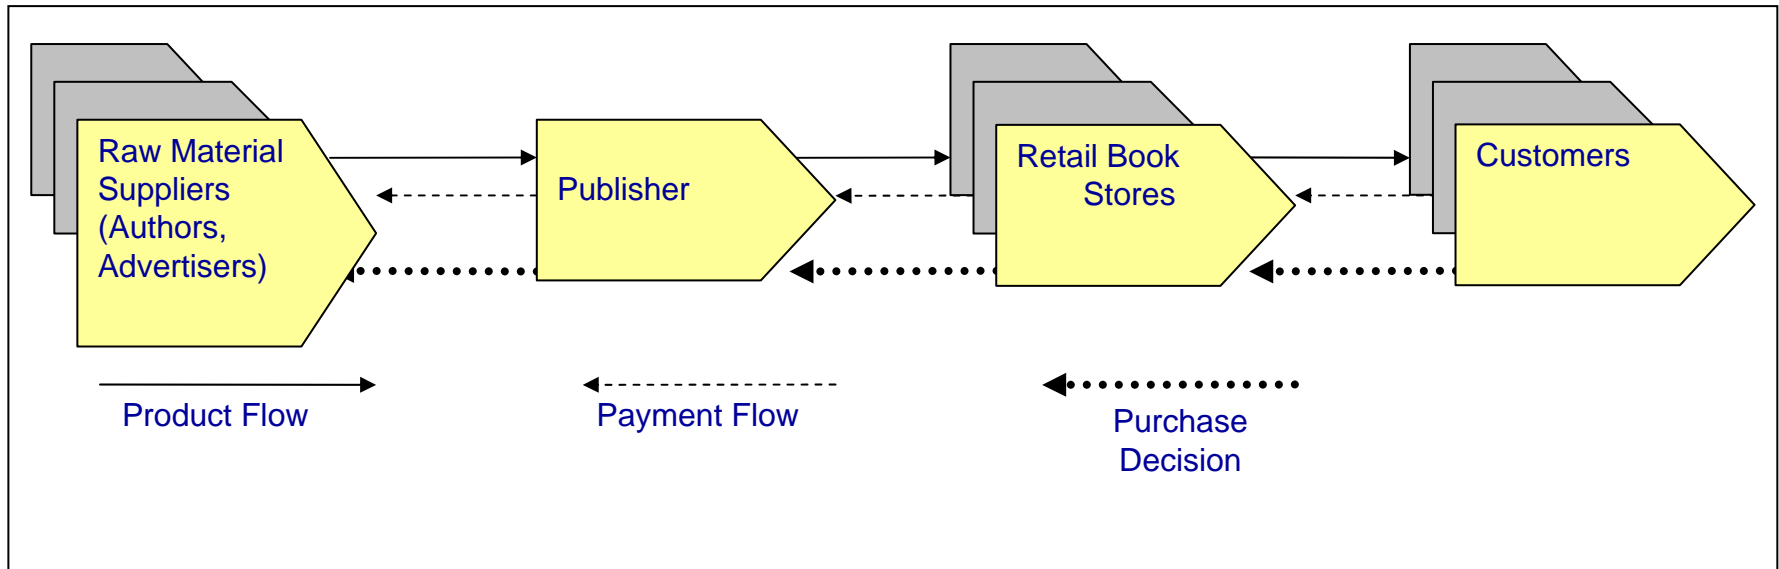 Raw Material
Suppliers
(Authors,
Advertisers)
Publisher
Retail Book
Stores
Customers
Product Flow
Payment Flow
Purchase
Decision